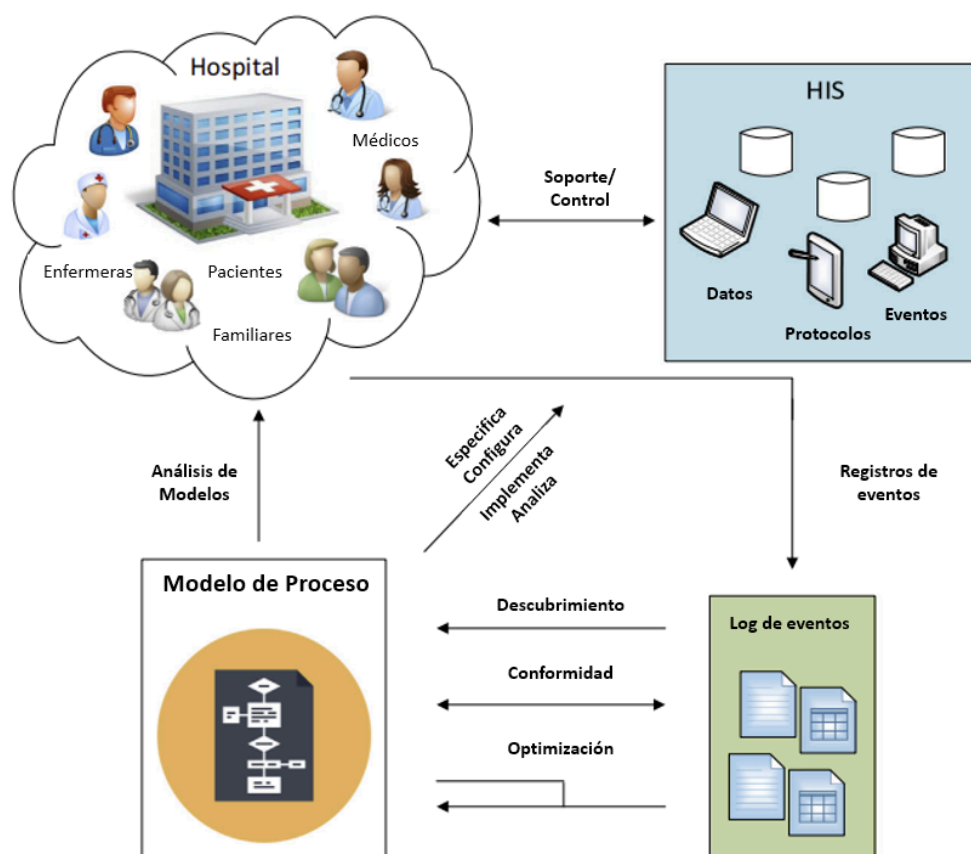 Hospital
Médicos
Enfermeras
Pacientes
Familiares
Soporte/
Control
HIS
Datos
Protocolos
Eventos
Análisis de
Modelos
Especifica
Configura
Implementa
Analiza
Registros de
eventos
Modelo de Proceso
Descubrimiento
Conformidad
Optimización
Log de eventos